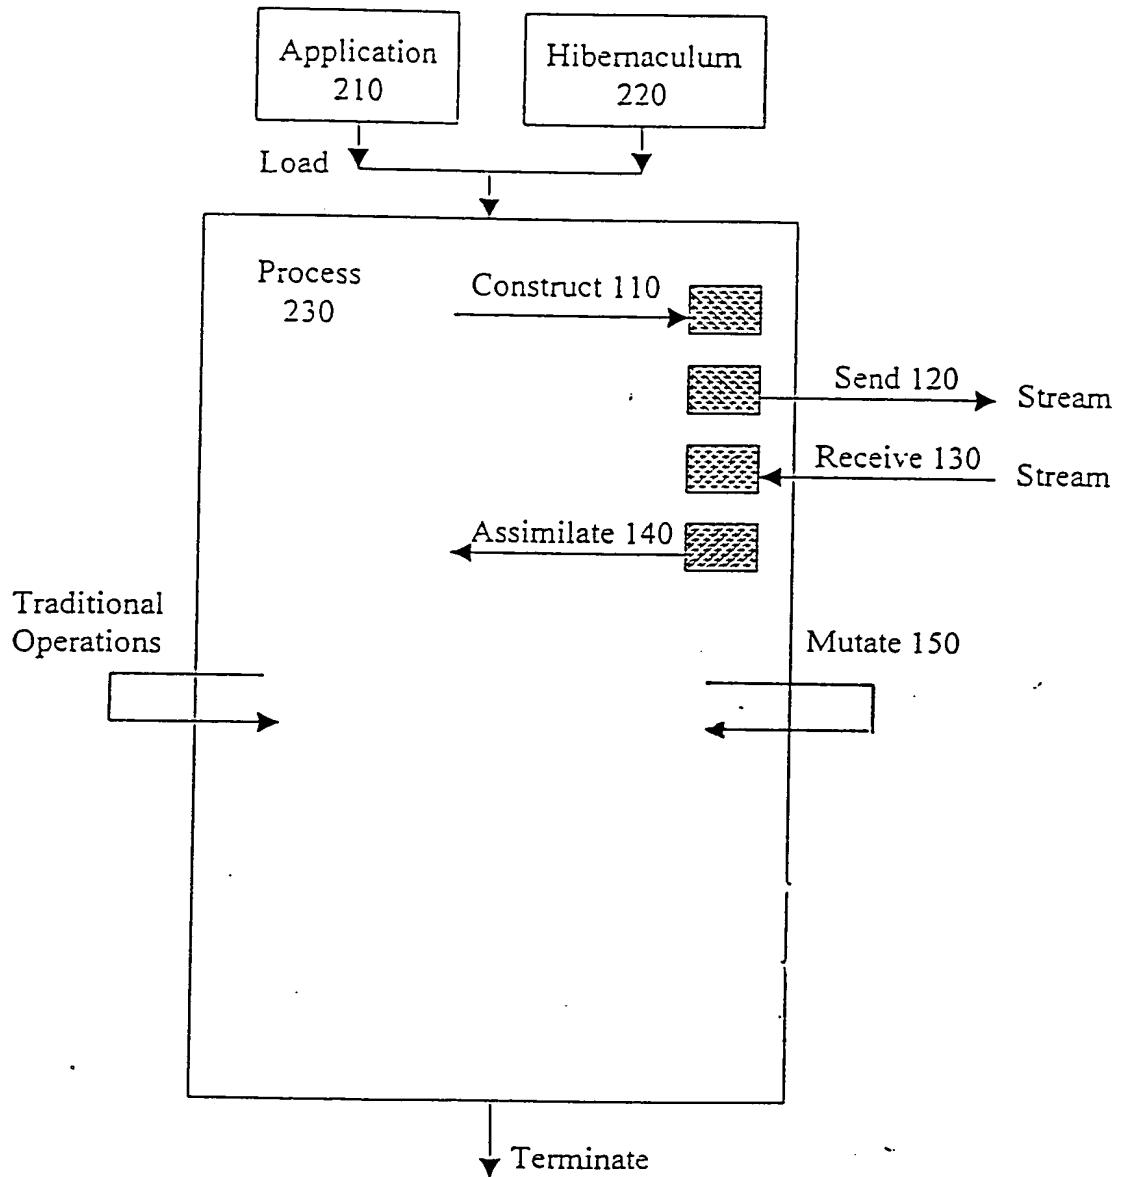 Application
210
Hibernaculum
220
Load
Process
230
Construct 110
Send 120
Stream
Receive 130
Stream
Assimilate 140
Traditional
Operations
Mutate 150
Terminate